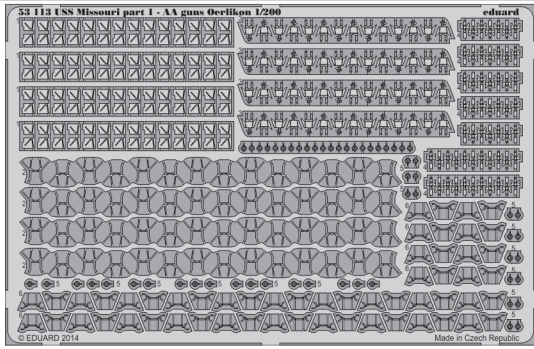 53 113 USS Missouri part 1 - AA guns Oerlikon 1/200 eduard
© EDUARD 2014 Made in Czech Republic